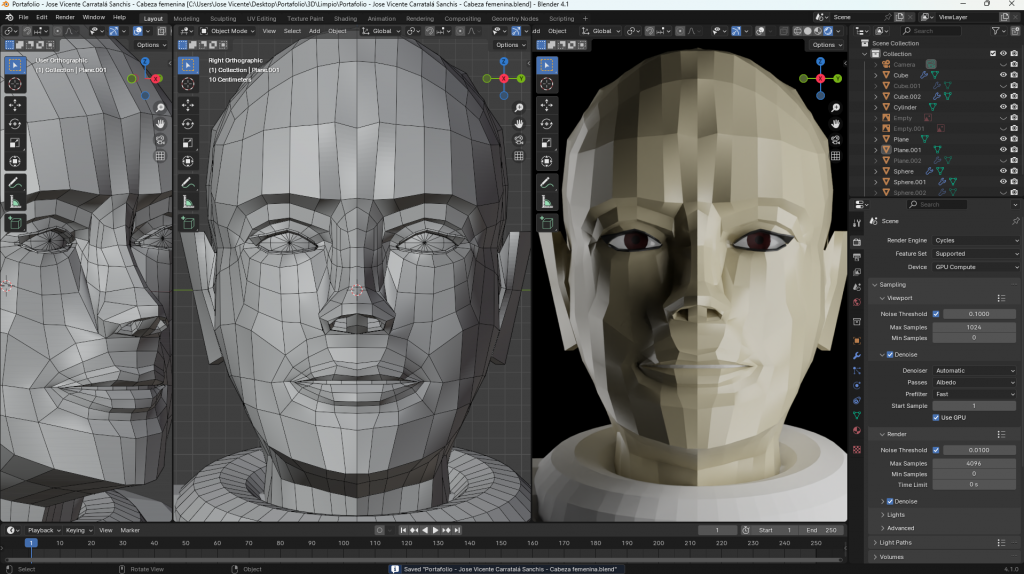 Portafolio - Jose Vicente Carratalá Sanchis - Cabeza femenina [C:\Users\Jose Vicente\Desktop\Portafolio\3D\Limpio\Portafolio - Jose Vicente Carratalá Sanchis - Cabeza femenina.blend] - Blender 4.1
File Edit Render Window Help Layout Modeling Sculpting UV Editing Texture Paint Shading Animation Rendering Compositing Geometry Nodes Scripting
Scene
ViewLayer
Object Mode View Select Add Object Global
Add Object Global
Options
Options
Options
User Orthographic
(1) Collection | Plane.001
Right Orthographic
(1) Collection | Plane.001
10 Centimeters
Z
X
Z
Y
X
Z
Y
X
Search
Scene Collection
Collection
Camera
Cube
Cube.001
Cube.002
Cylinder
Empty
Empty.001
Plane
Plane.001
Plane.002
Sphere
Sphere.001
Sphere.002
Search
Scene
Render Engine Cycles
Feature Set Supported
Device GPU Compute
Sampling
Viewport
Noise Threshold 0.1000
Max Samples 1024
Min Samples 0
Denoise
Denoiser Automatic
Passes Albedo
Prefilter Fast
Start Sample 1
Use GPU
Render
Noise Threshold 0.0100
Max Samples 4096
Min Samples 0
Time Limit 0 s
Denoise
Lights
Advanced
Light Paths
Volumes
Playback Keying View Marker
1 Start 1 End 250
1 10 20 30 40 50 60 70 80 90 100 110 120 130 140 150 160 170 180 190 200 210 220 230 240 250
Select Rotate View Object
Saved "Portafolio - Jose Vicente Carratalá Sanchis - Cabeza femenina.blend"
4.1.0